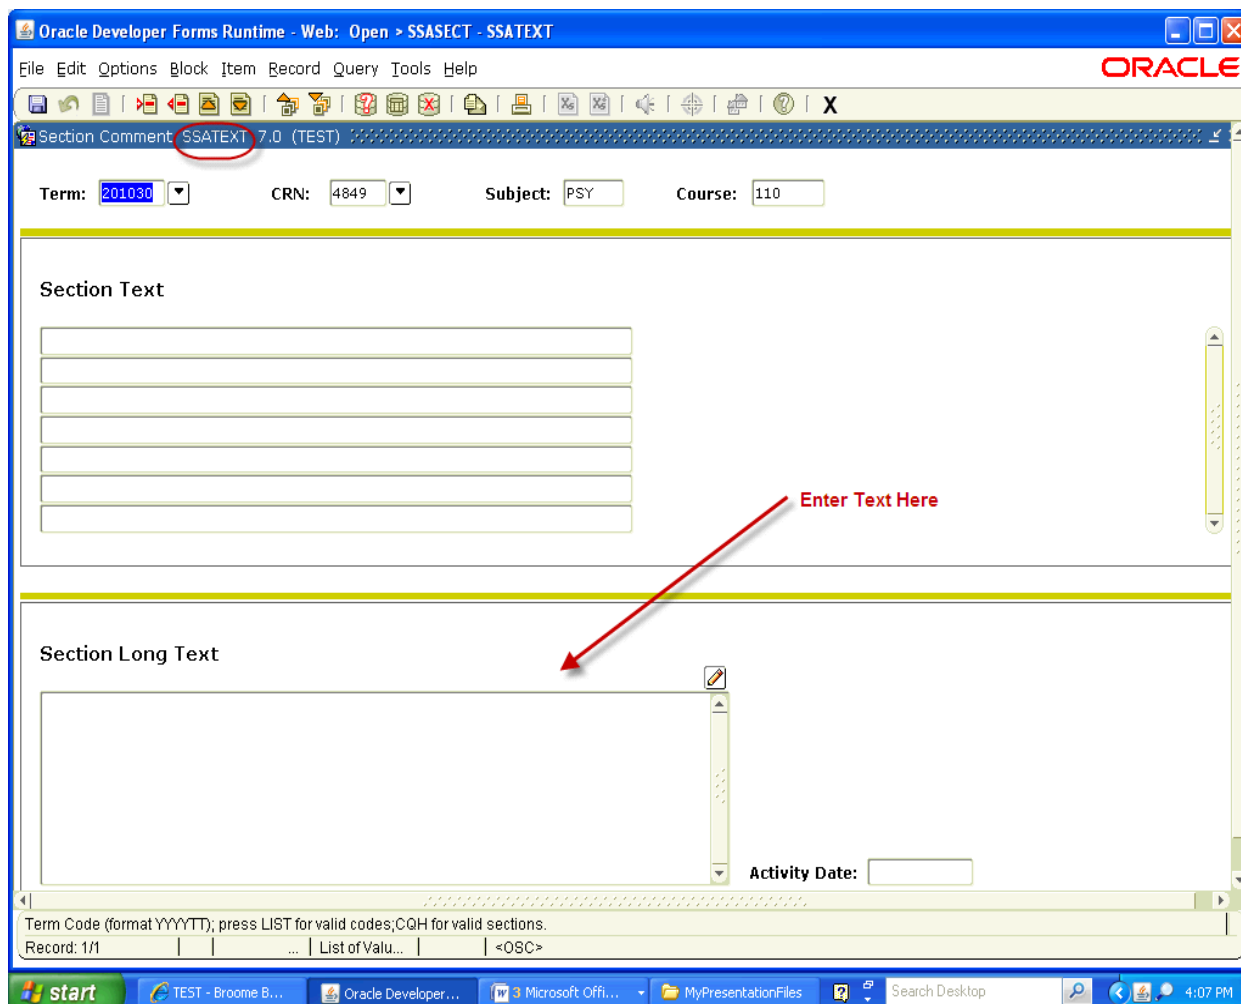 Oracle Developer Forms Runtime - Web: Open > SSASECT - SSATEXT
File Edit Options Block Item Record Query Tools Help
ORACLE
X
Section Comment SSATEXT 7.0 (TEST)
Term: 201030 CRN: 4849 Subject: PSY Course: 110
Section Text
Enter Text Here
Section Long Text
Activity Date:
Term Code (format YYYYTT); press LIST for valid codes;CQH for valid sections.
Record: 1/1 ... List of Valu... <OSC>
start TEST - Broome B... Oracle Developer... 3 Microsoft Offi... MyPresentationFiles Search Desktop 4:07 PM